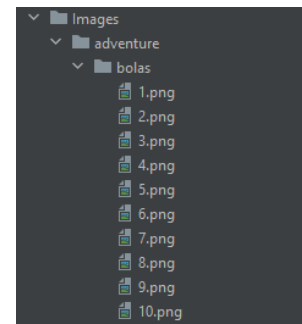 Images
adventure
bolas
1.png
2.png
3.png
4.png
5.png
6.png
7.png
8.png
9.png
10.png